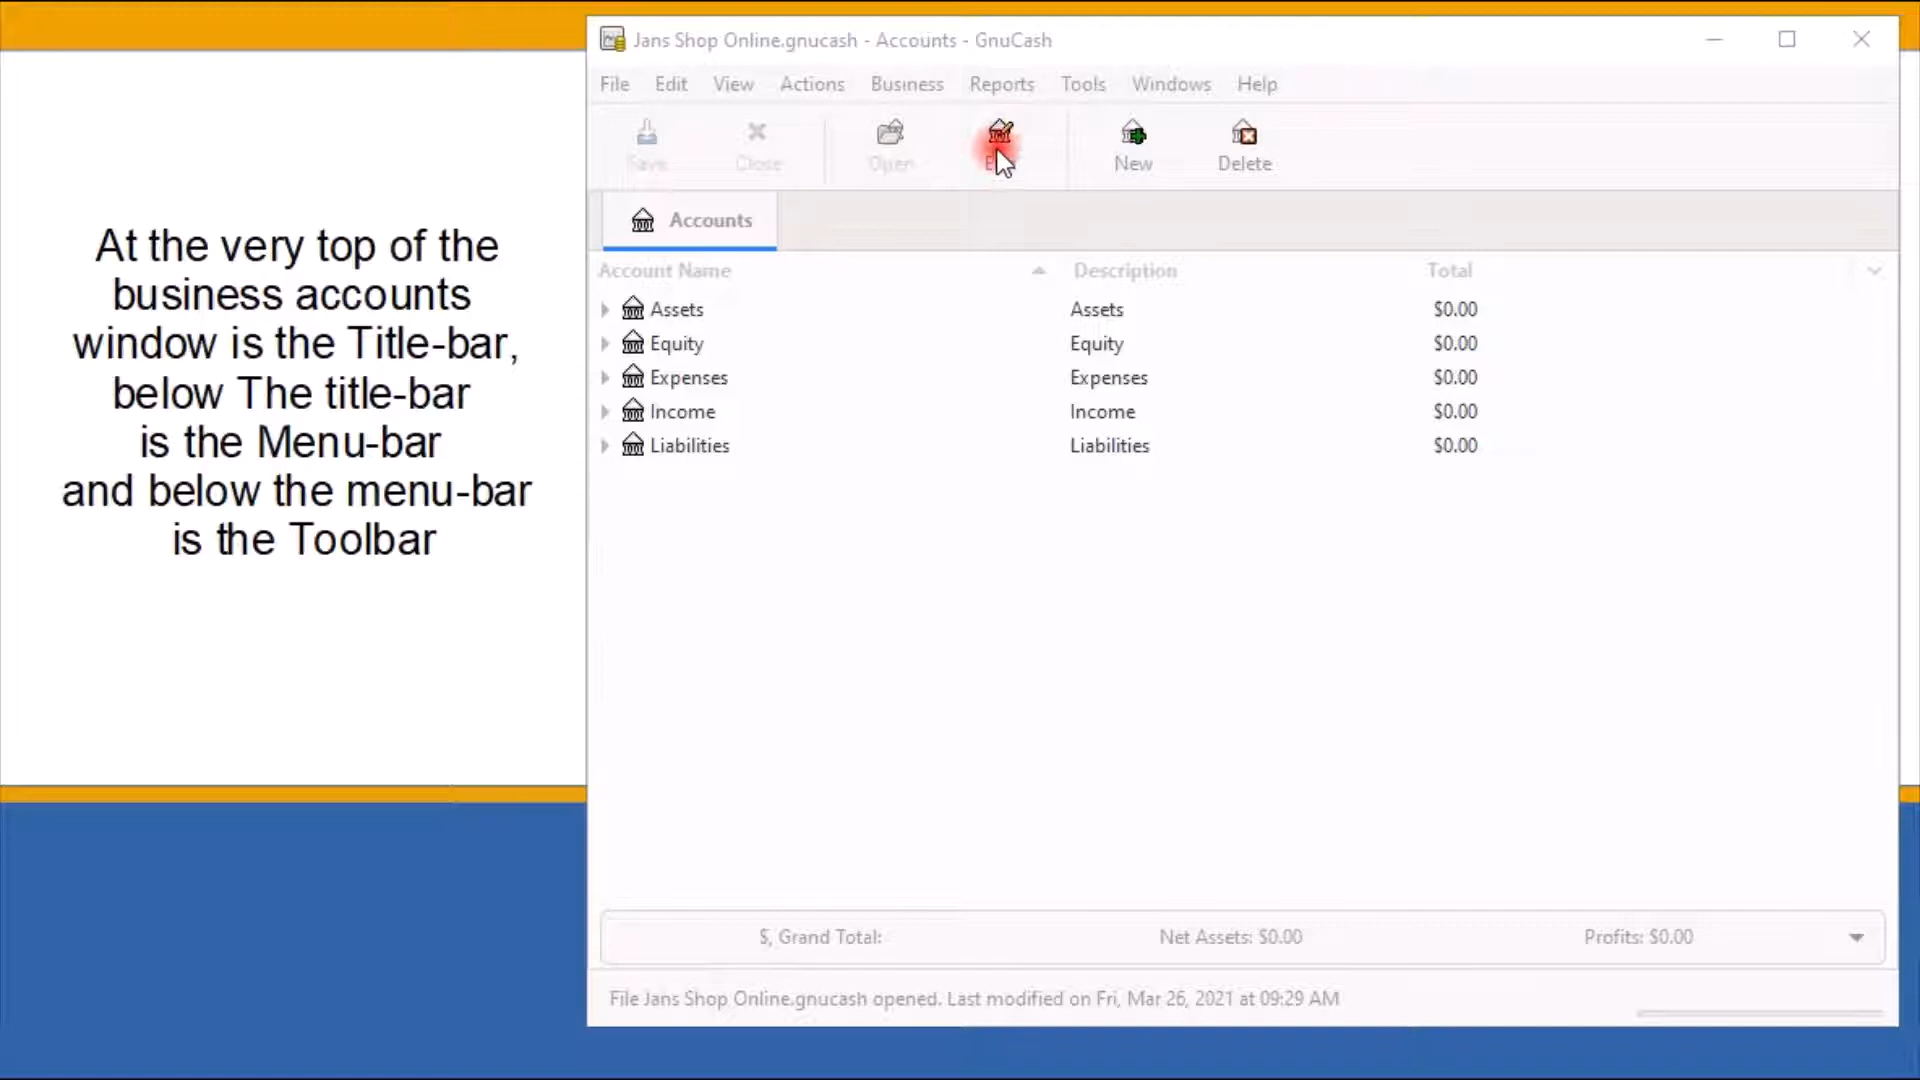 At the very top of the
business accounts
window is the Title-bar,
below The title-bar
is the Menu-bar
and below the menu-bar
is the Toolbar
Jans Shop Online.gnucash - Accounts - GnuCash
File Edit View Actions Business Reports Tools Windows Help
Save Close Open New Delete
Accounts
Account Name Description Total
Assets Assets $0.00
Equity Equity $0.00
Expenses Expenses $0.00
Income Income $0.00
Liabilities Liabilities $0.00
$, Grand Total: Net Assets: $0.00 Profits: $0.00
File Jans Shop Online.gnucash opened. Last modified on Fri, Mar 26, 2021 at 09:29 AM